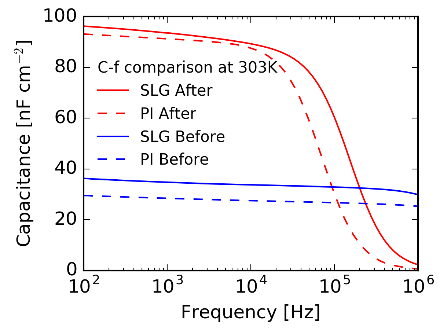 100
80
60
40
20
0
Capacitance [nF cm⁻²]
C-f comparison at 303K
SLG After
PI After
SLG Before
PI Before
10² 10³ 10⁴ 10⁵ 10⁶
Frequency [Hz]